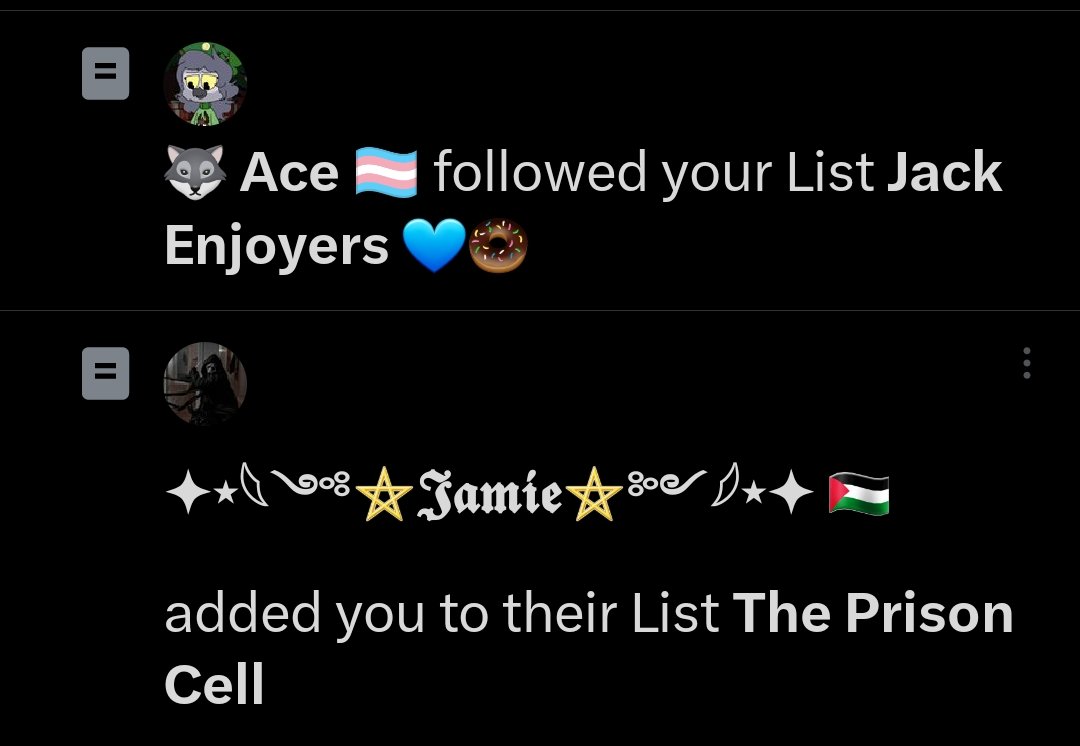 🐺 Ace 🏳️‍⚧️ followed your List Jack
Enjoyers 💙🍩
✦⋆𓆩✧༺⭐𝕵𝖆𝖒𝖎𝖊⭐༻✧𓆪⋆✦ 🇵🇸
added you to their List The Prison
Cell